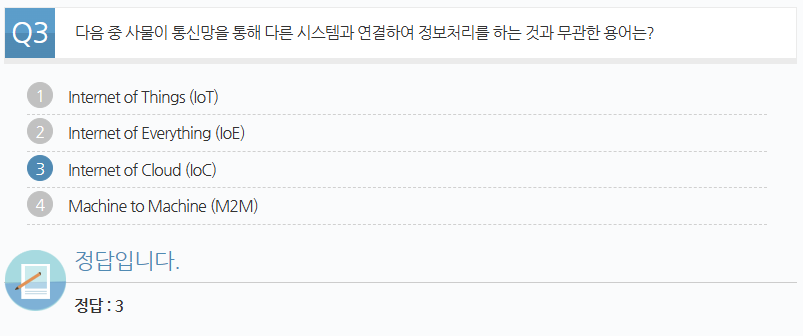 Q3 다음 중 사물이 통신망을 통해 다른 시스템과 연결하여 정보처리를 하는 것과 무관한 용어는?
1 Internet of Things (IoT)
2 Internet of Everything (IoE)
3 Internet of Cloud (IoC)
4 Machine to Machine (M2M)
정답입니다.
정답 : 3